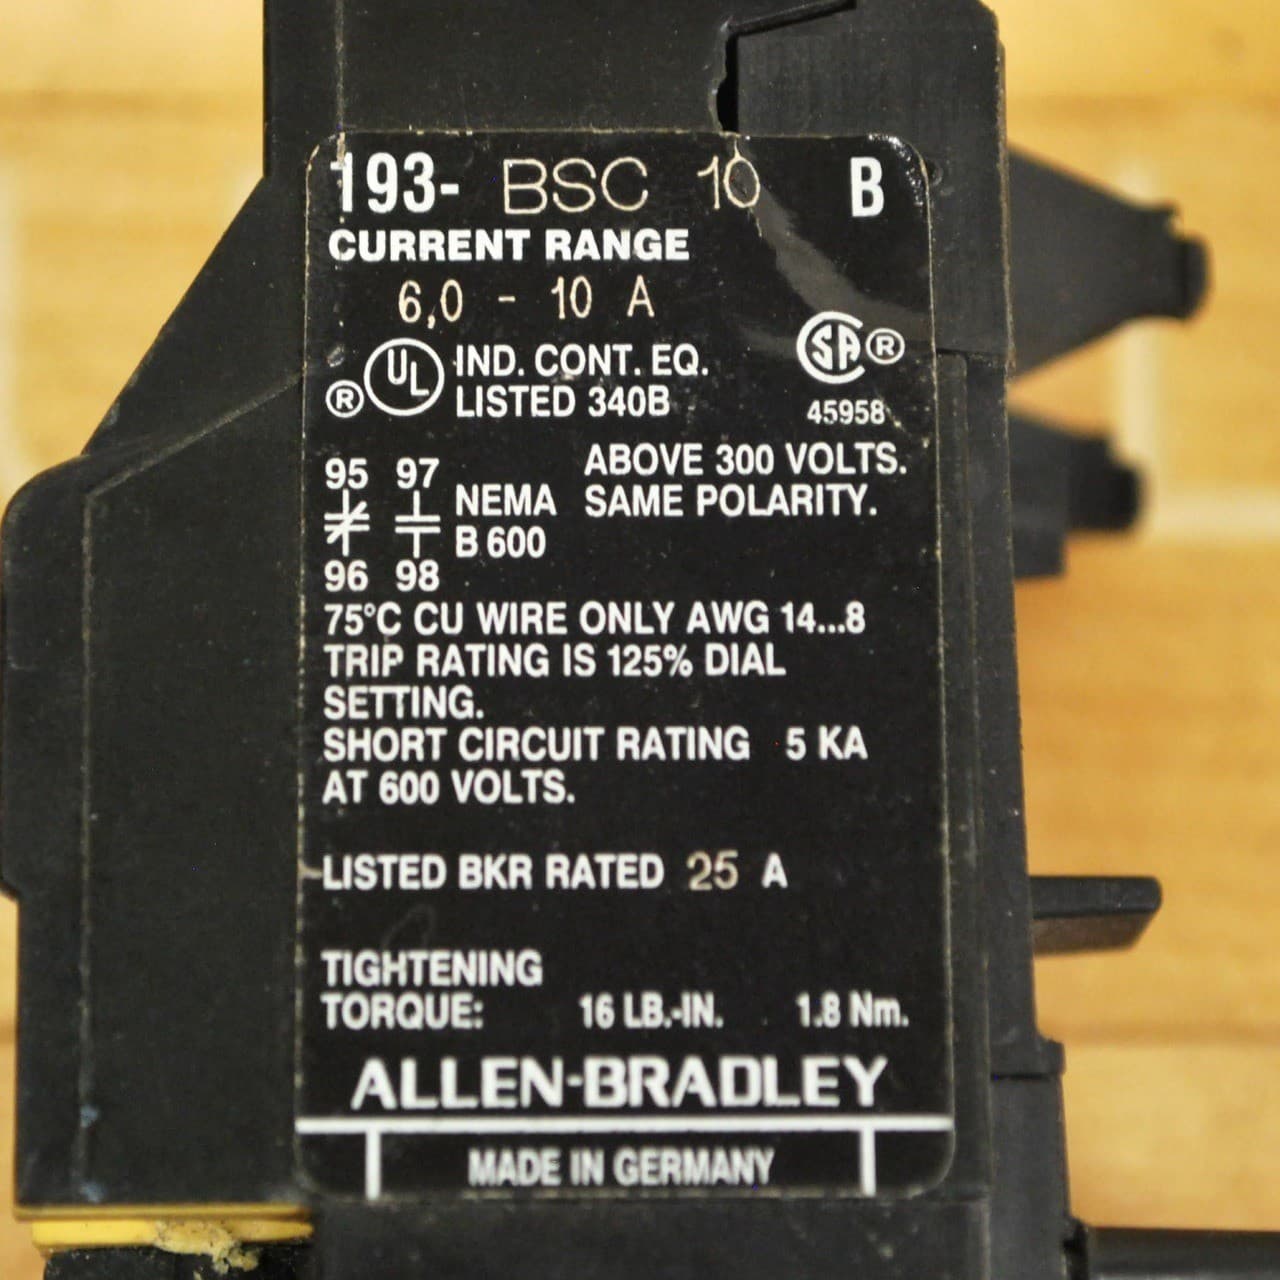 193- BSC 10 B
CURRENT RANGE
6,0 - 10 A
® UL IND. CONT. EQ. SA ®
LISTED 340B 45958
95 97 ABOVE 300 VOLTS.
NEMA SAME POLARITY.
B 600
96 98
75°C CU WIRE ONLY AWG 14...8
TRIP RATING IS 125% DIAL
SETTING.
SHORT CIRCUIT RATING 5 KA
AT 600 VOLTS.
LISTED BKR RATED 25 A
TIGHTENING
TORQUE: 16 LB.-IN. 1.8 Nm.
ALLEN-BRADLEY
MADE IN GERMANY